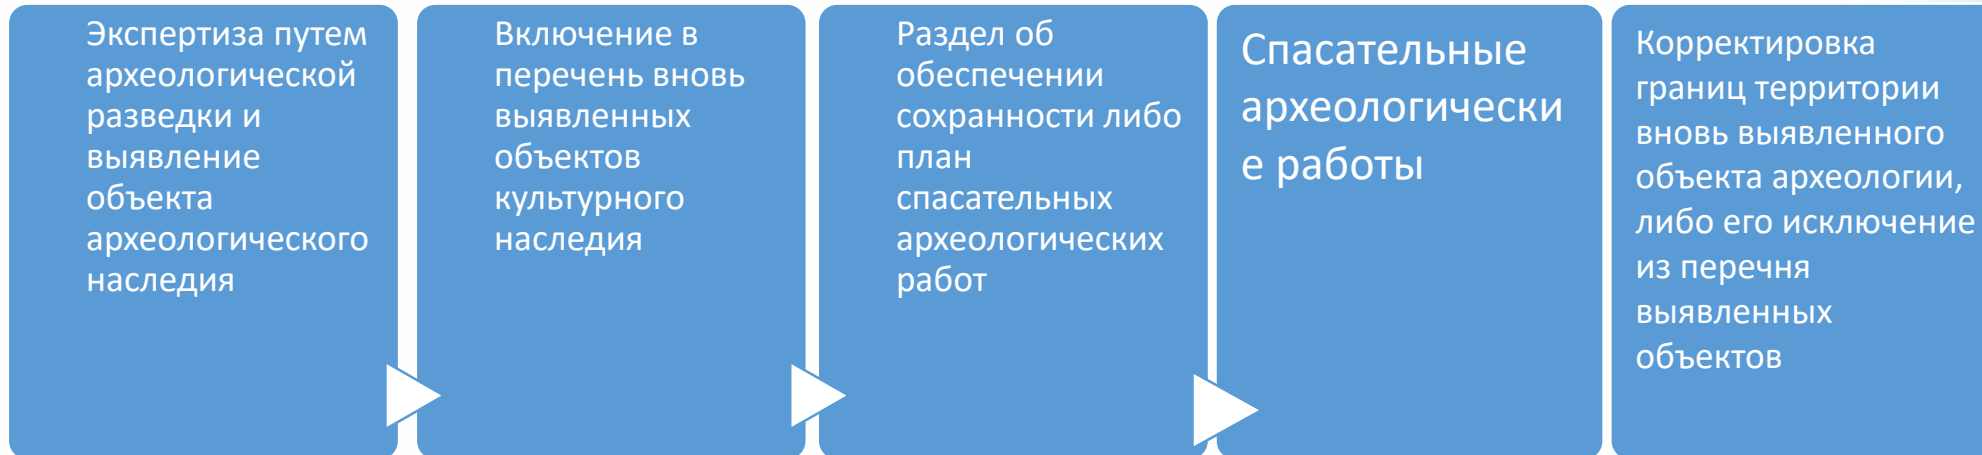 Экспертиза путем
археологической
разведки и
выявление
объекта
археологического
наследия
Включение в
перечень вновь
выявленных
объектов
культурного
наследия
Раздел об
обеспечении
сохранности либо
план
спасательных
археологических
работ
Спасательные
археологически
е работы
Корректировка
границ территории
вновь выявленного
объекта археологии,
либо его исключение
из перечня
выявленных
объектов